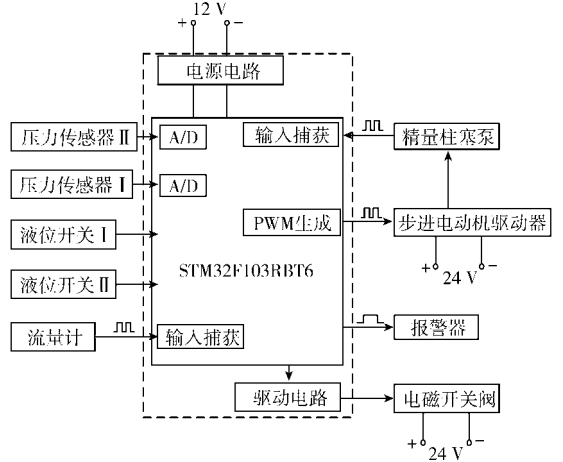 12 V
+ −
电源电路
压力传感器Ⅱ
A/D
输入捕获
精量柱塞泵
压力传感器Ⅰ
A/D
PWM生成
步进电动机驱动器
液位开关Ⅰ
STM32F103RBT6
+ −
24 V
液位开关Ⅱ
流量计
输入捕获
报警器
驱动电路
电磁开关阀
+ −
24 V